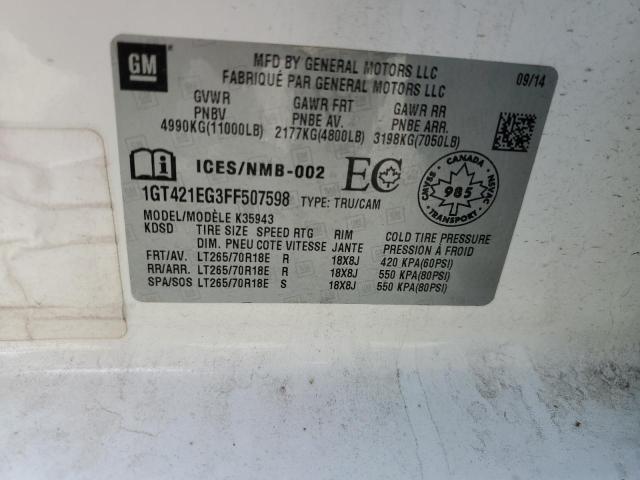 GM
MFD BY GENERAL MOTORS LLC
FABRIQUÉ PAR GENERAL MOTORS LLC
09/14
GVWR GAWR FRT GAWR RR
PNBV PNBE AV. PNBE ARR.
4990KG(11000LB) 2177KG(4800LB) 3198KG(7050LB)
ICES/NMB-002 EC
CANADA
CMVSS 985 NSVAC
TRANSPORT
1GT421EG3FF507598 TYPE: TRU/CAM
MODEL/MODÈLE K35943
KDSD TIRE SIZE SPEED RTG RIM COLD TIRE PRESSURE
DIM. PNEU COTE VITESSE JANTE PRESSION À FROID
FRT/AV. LT265/70R18E R 18X8J 420 KPA(60PSI)
RR/ARR. LT265/70R18E R 18X8J 550 KPA(80PSI)
SPA/SOS LT265/70R18E S 18X8J 550 KPA(80PSI)